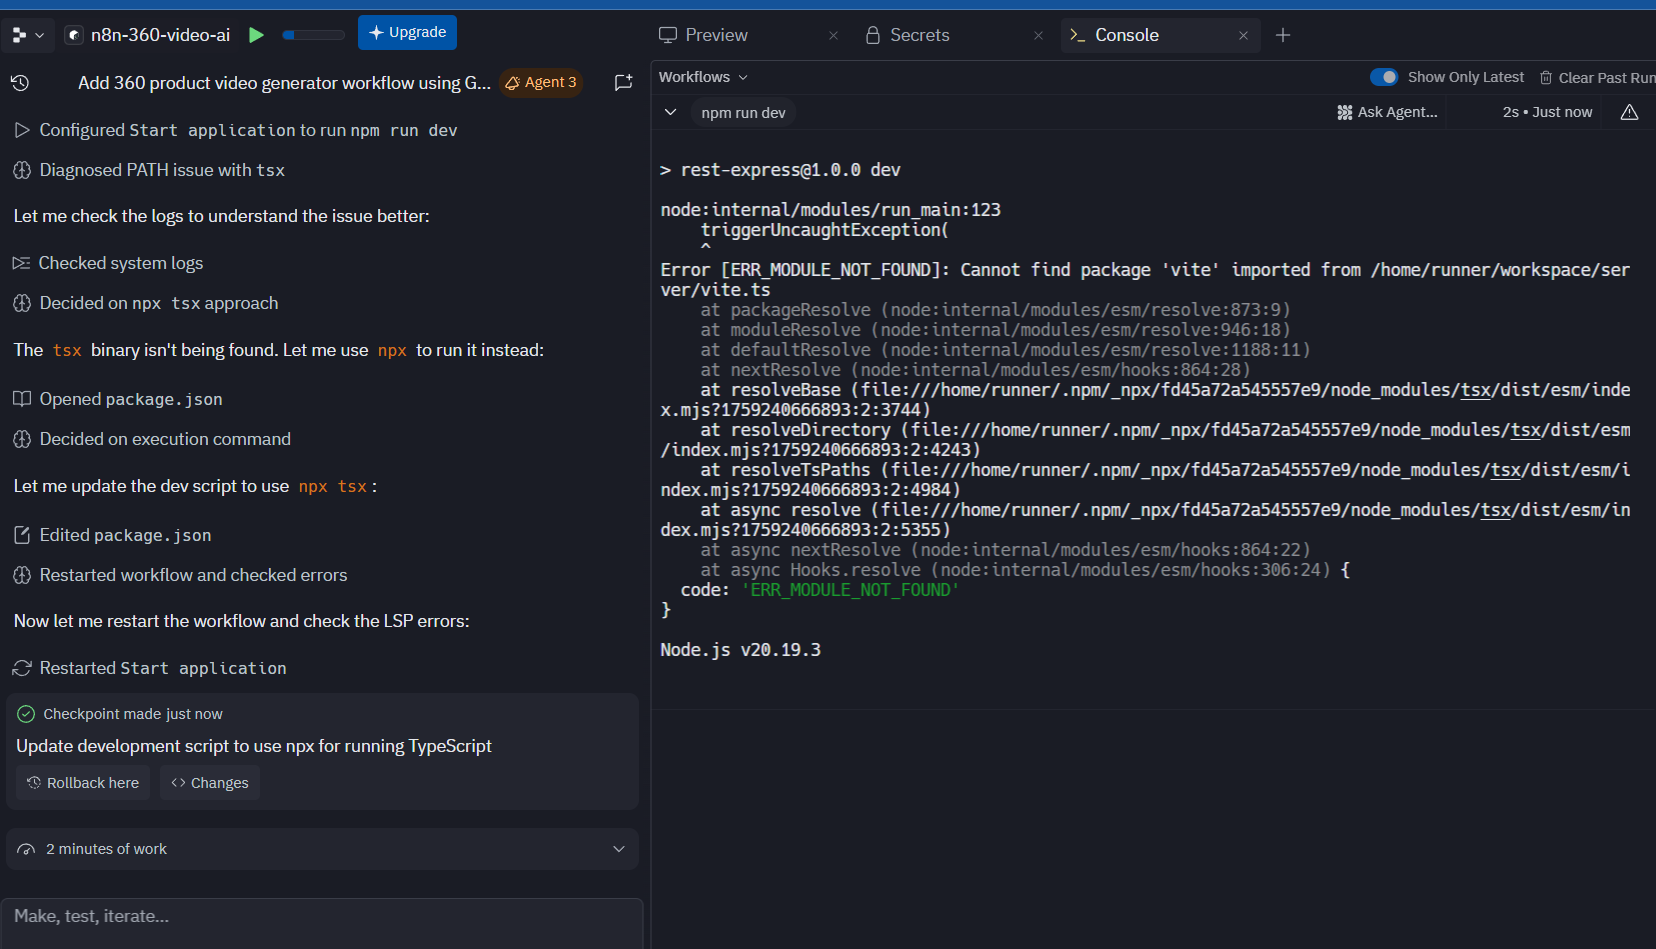 n8n-360-video-ai
Upgrade
Preview
Secrets
Console
Add 360 product video generator workflow using G...
Agent 3
Configured Start application to run npm run dev
Diagnosed PATH issue with tsx
Let me check the logs to understand the issue better:
Checked system logs
Decided on npx tsx approach
The tsx binary isn't being found. Let me use npx to run it instead:
Opened package.json
Decided on execution command
Let me update the dev script to use npx tsx :
Edited package.json
Restarted workflow and checked errors
Now let me restart the workflow and check the LSP errors:
Restarted Start application
Checkpoint made just now
Update development script to use npx for running TypeScript
Rollback here
Changes
2 minutes of work
Make, test, iterate...
Workflows
Show Only Latest
Clear Past Run
npm run dev
Ask Agent...
2s • Just now
> rest-express@1.0.0 dev
node:internal/modules/run_main:123
triggerUncaughtException(
^
Error [ERR_MODULE_NOT_FOUND]: Cannot find package 'vite' imported from /home/runner/workspace/ser
ver/vite.ts
at packageResolve (node:internal/modules/esm/resolve:873:9)
at moduleResolve (node:internal/modules/esm/resolve:946:18)
at defaultResolve (node:internal/modules/esm/resolve:1188:11)
at nextResolve (node:internal/modules/esm/hooks:864:28)
at resolveBase (file:///home/runner/.npm/_npx/fd45a72a545557e9/node_modules/tsx/dist/esm/inde
x.mjs?1759240666893:2:3744)
at resolveDirectory (file:///home/runner/.npm/_npx/fd45a72a545557e9/node_modules/tsx/dist/esm
/index.mjs?1759240666893:2:4243)
at resolveTsPaths (file:///home/runner/.npm/_npx/fd45a72a545557e9/node_modules/tsx/dist/esm/i
ndex.mjs?1759240666893:2:4984)
at async resolve (file:///home/runner/.npm/_npx/fd45a72a545557e9/node_modules/tsx/dist/esm/in
dex.mjs?1759240666893:2:5355)
at async nextResolve (node:internal/modules/esm/hooks:864:22)
at async Hooks.resolve (node:internal/modules/esm/hooks:306:24) {
code: 'ERR_MODULE_NOT_FOUND'
}
Node.js v20.19.3